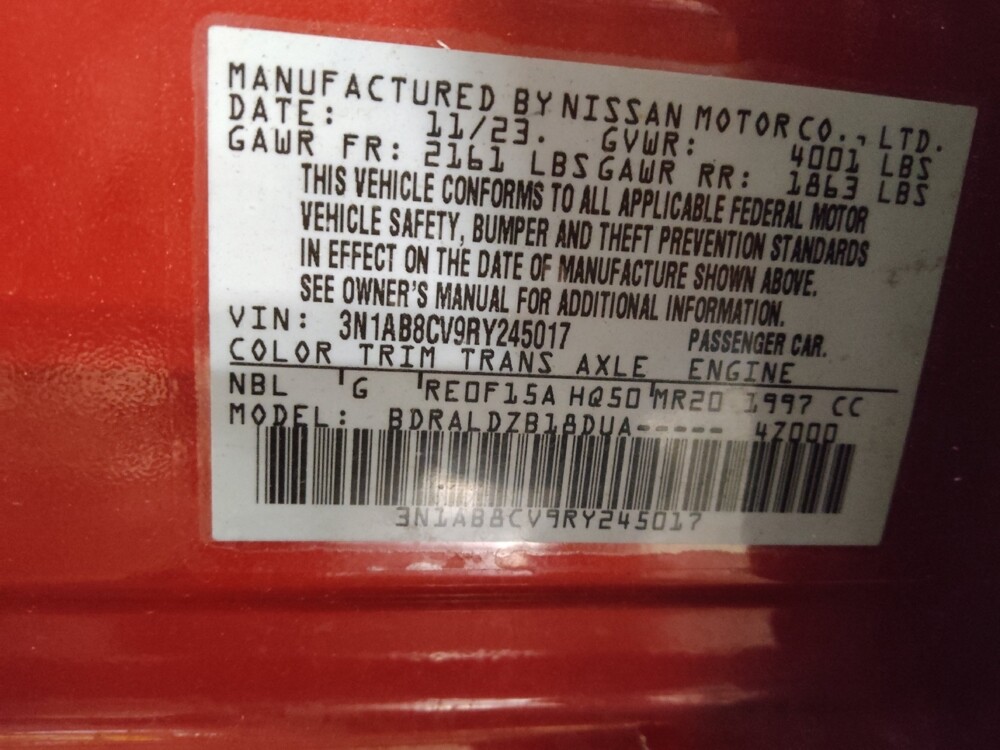 MANUFACTURED BY NISSAN MOTOR CO., LTD.
DATE: 11/23. GVWR: 4001 LBS
GAWR FR: 2161 LBS GAWR RR: 1863 LBS
THIS VEHICLE CONFORMS TO ALL APPLICABLE FEDERAL MOTOR
VEHICLE SAFETY, BUMPER AND THEFT PREVENTION STANDARDS
IN EFFECT ON THE DATE OF MANUFACTURE SHOWN ABOVE.
SEE OWNER'S MANUAL FOR ADDITIONAL INFORMATION.
VIN: 3N1AB8CV9RY245017 PASSENGER CAR.
COLOR TRIM TRANS AXLE ENGINE
NBL G RE0F15A HQ50 MR20 1997 CC
MODEL: BDRALDZB18DUA----- 4Z000
3N1AB8CV9RY245017